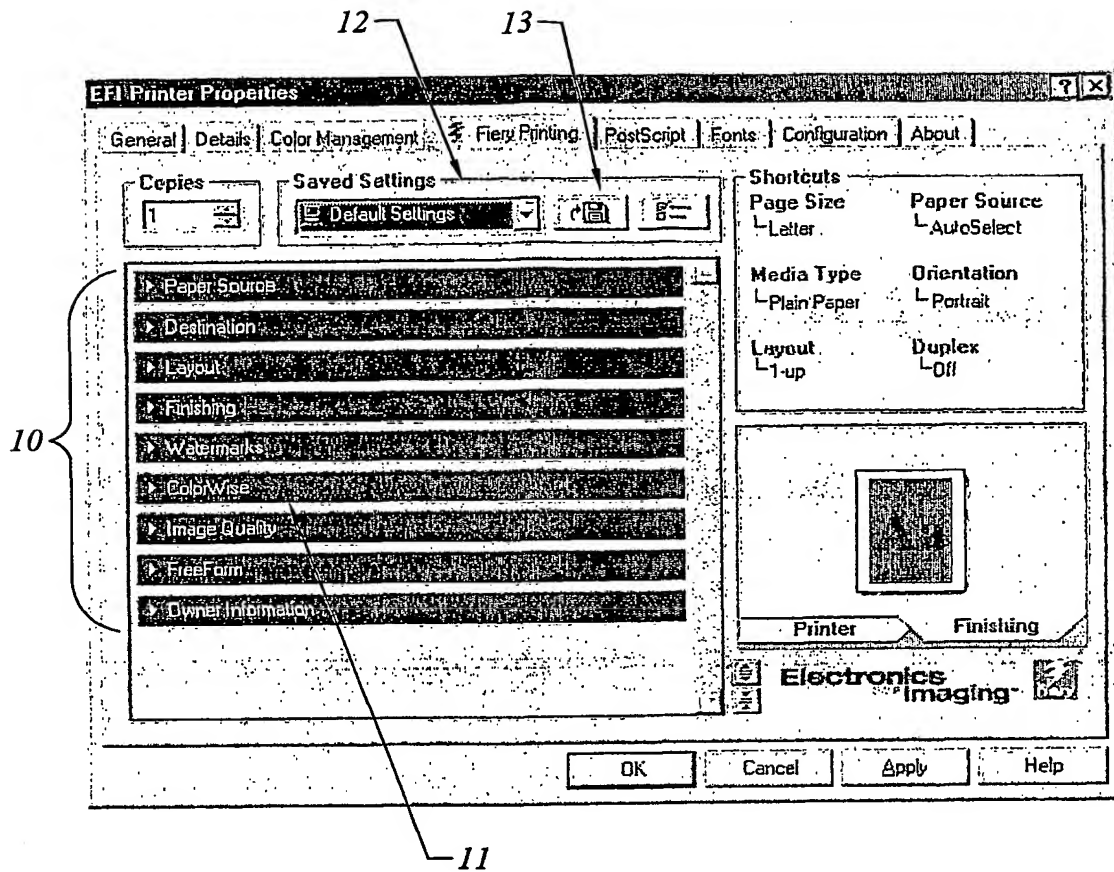 12 13
EFI Printer Properties ? X
General Details Color Management Fiery Printing PostScript Fonts Configuration About
Copies Saved Settings Shortcuts
1 Default Settings
Page Size Paper Source
Letter AutoSelect
Media Type Orientation
Plain Paper Portrait
Layout Duplex
1-up Off
10
Paper Source
Destination
Layout
Finishing
Watermarks
ColorWise
Image Quality
FreeForm
Owner Information
Printer Finishing
Electronics
Imaging
OK Cancel Apply Help
11